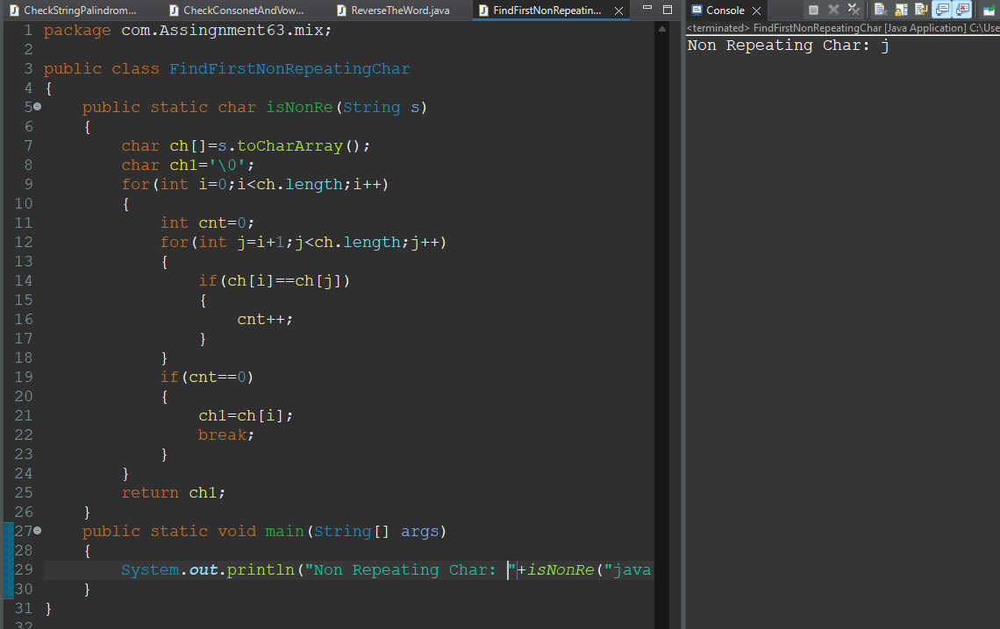 CheckStringPalindrom... CheckConsonetAndVow... ReverseTheWord.java FindFirstNonRepeatin...
1 package com.Assingnment63.mix;
2
3 public class FindFirstNonRepeatingChar
4 {
5 public static char isNonRe(String s)
6 {
7 char ch[]=s.toCharArray();
8 char ch1='\0';
9 for(int i=0;i<ch.length;i++)
10 {
11 int cnt=0;
12 for(int j=i+1;j<ch.length;j++)
13 {
14 if(ch[i]==ch[j])
15 {
16 cnt++;
17 }
18 }
19 if(cnt==0)
20 {
21 ch1=ch[i];
22 break;
23 }
24 }
25 return ch1;
26 }
27 public static void main(String[] args)
28 {
29 System.out.println("Non Repeating Char: "+isNonRe("java
30 }
31 }
32
Console
<terminated> FindFirstNonRepeatingChar [Java Application] C:\Use
Non Repeating Char: j